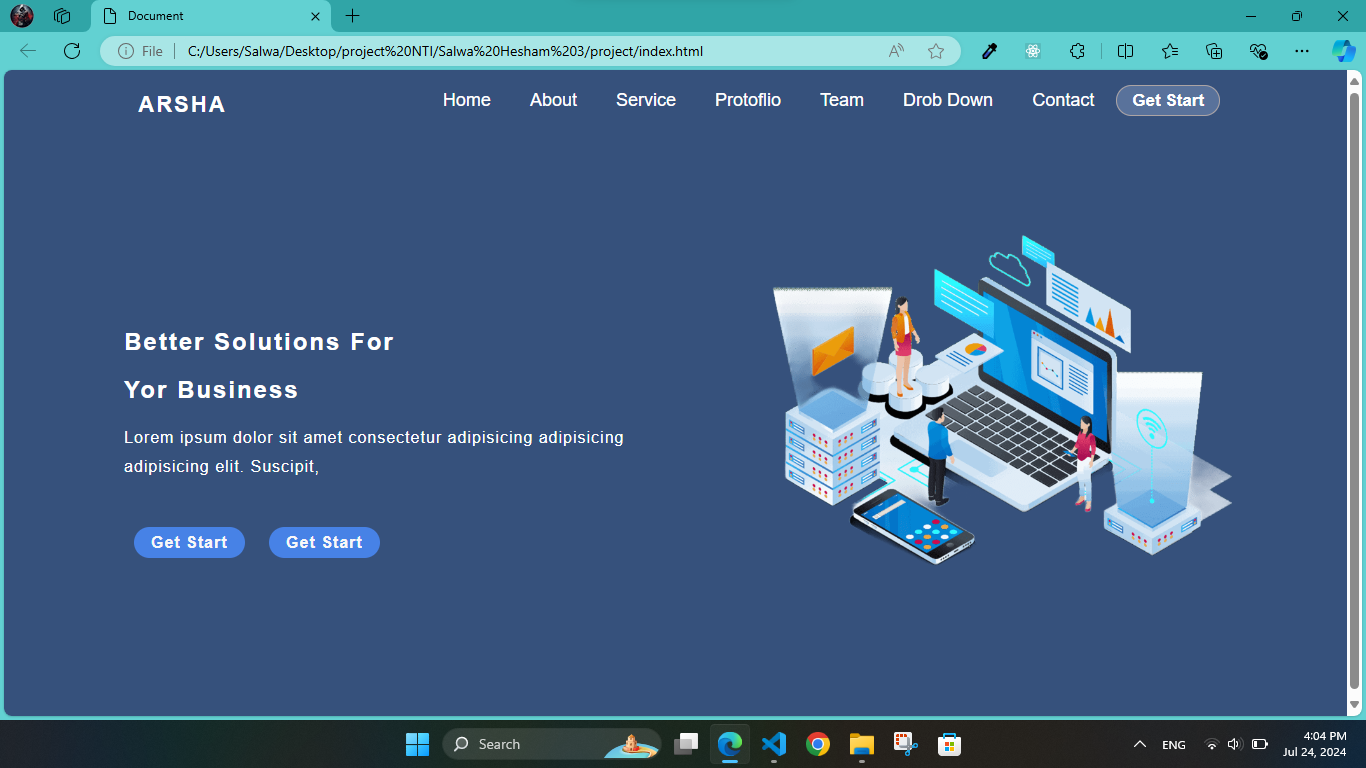 Document
File
C:/Users/Salwa/Desktop/project%20NTI/Salwa%20Hesham%203/project/index.html
ARSHA
Home About Service Protoflio Team Drob Down Contact Get Start
Better Solutions For
Yor Business
Lorem ipsum dolor sit amet consectetur adipisicing adipisicing
adipisicing elit. Suscipit,
Get Start Get Start
Search
ENG
4:04 PM
Jul 24, 2024